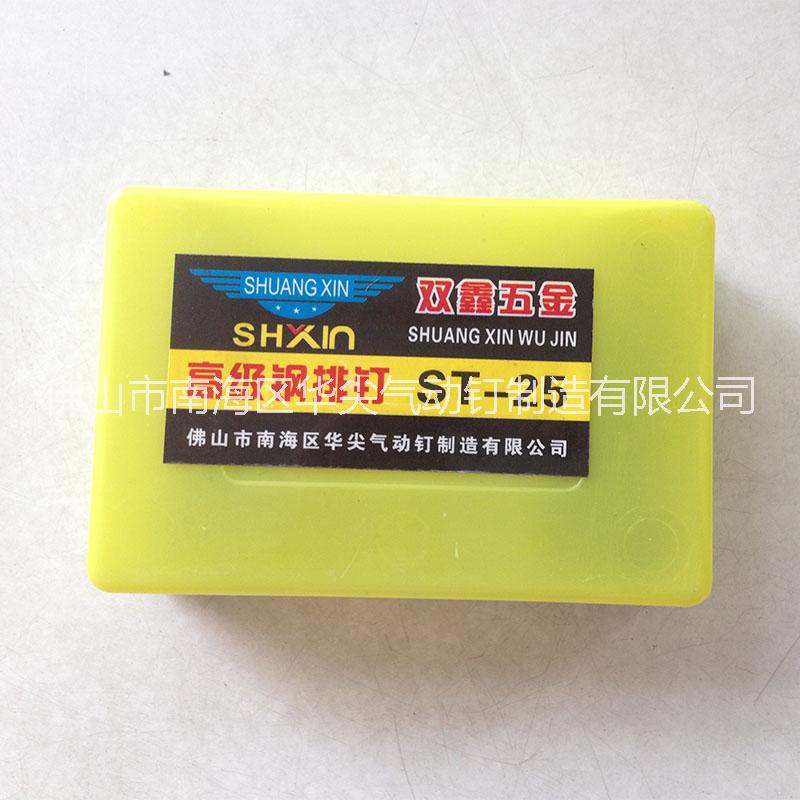 SHUANG XIN
双鑫五金
SHXIN
SHUANG XIN WU JIN
高级钢排钉 ST-25
佛山市南海区华尖气动钉制造有限公司
佛山市南海区华尖气动钉制造有限公司